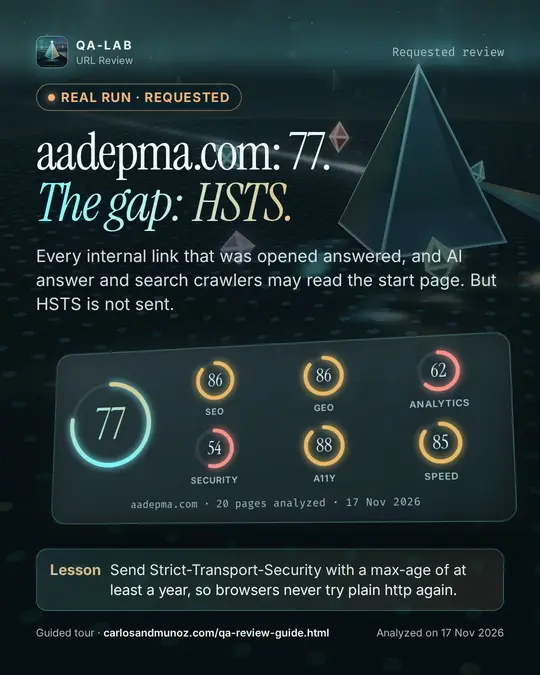 QA-LAB
URL Review
Requested review
REAL RUN · REQUESTED
aadepma.com: 77.
The gap: HSTS.
Every internal link that was opened answered, and AI
answer and search crawlers may read the start page. But
HSTS is not sent.
77
86
SEO
86
GEO
62
ANALYTICS
54
SECURITY
88
A11Y
85
SPEED
aadepma.com · 20 pages analyzed · 17 Nov 2026
Lesson Send Strict-Transport-Security with a max-age of at
least a year, so browsers never try plain http again.
Guided tour · carlosandmunoz.com/qa-review-guide.html
Analyzed on 17 Nov 2026